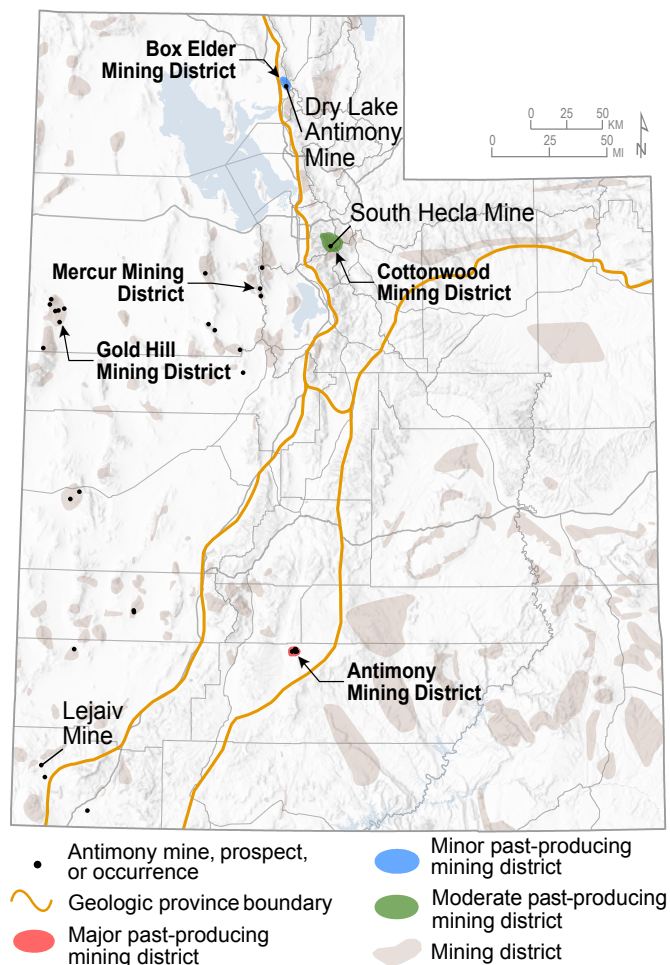 Box Elder
Mining District
Dry Lake
Antimony
Mine
0 25 50
KM
0 25 50
MI
N
South Hecla Mine
Mercur Mining
District
Cottonwood
Mining District
Gold Hill
Mining District
Antimony
Mining District
Lejaiv
Mine
Antimony mine, prospect,
or occurrence
Geologic province boundary
Major past-producing
mining district
Minor past-producing
mining district
Moderate past-producing
mining district
Mining district